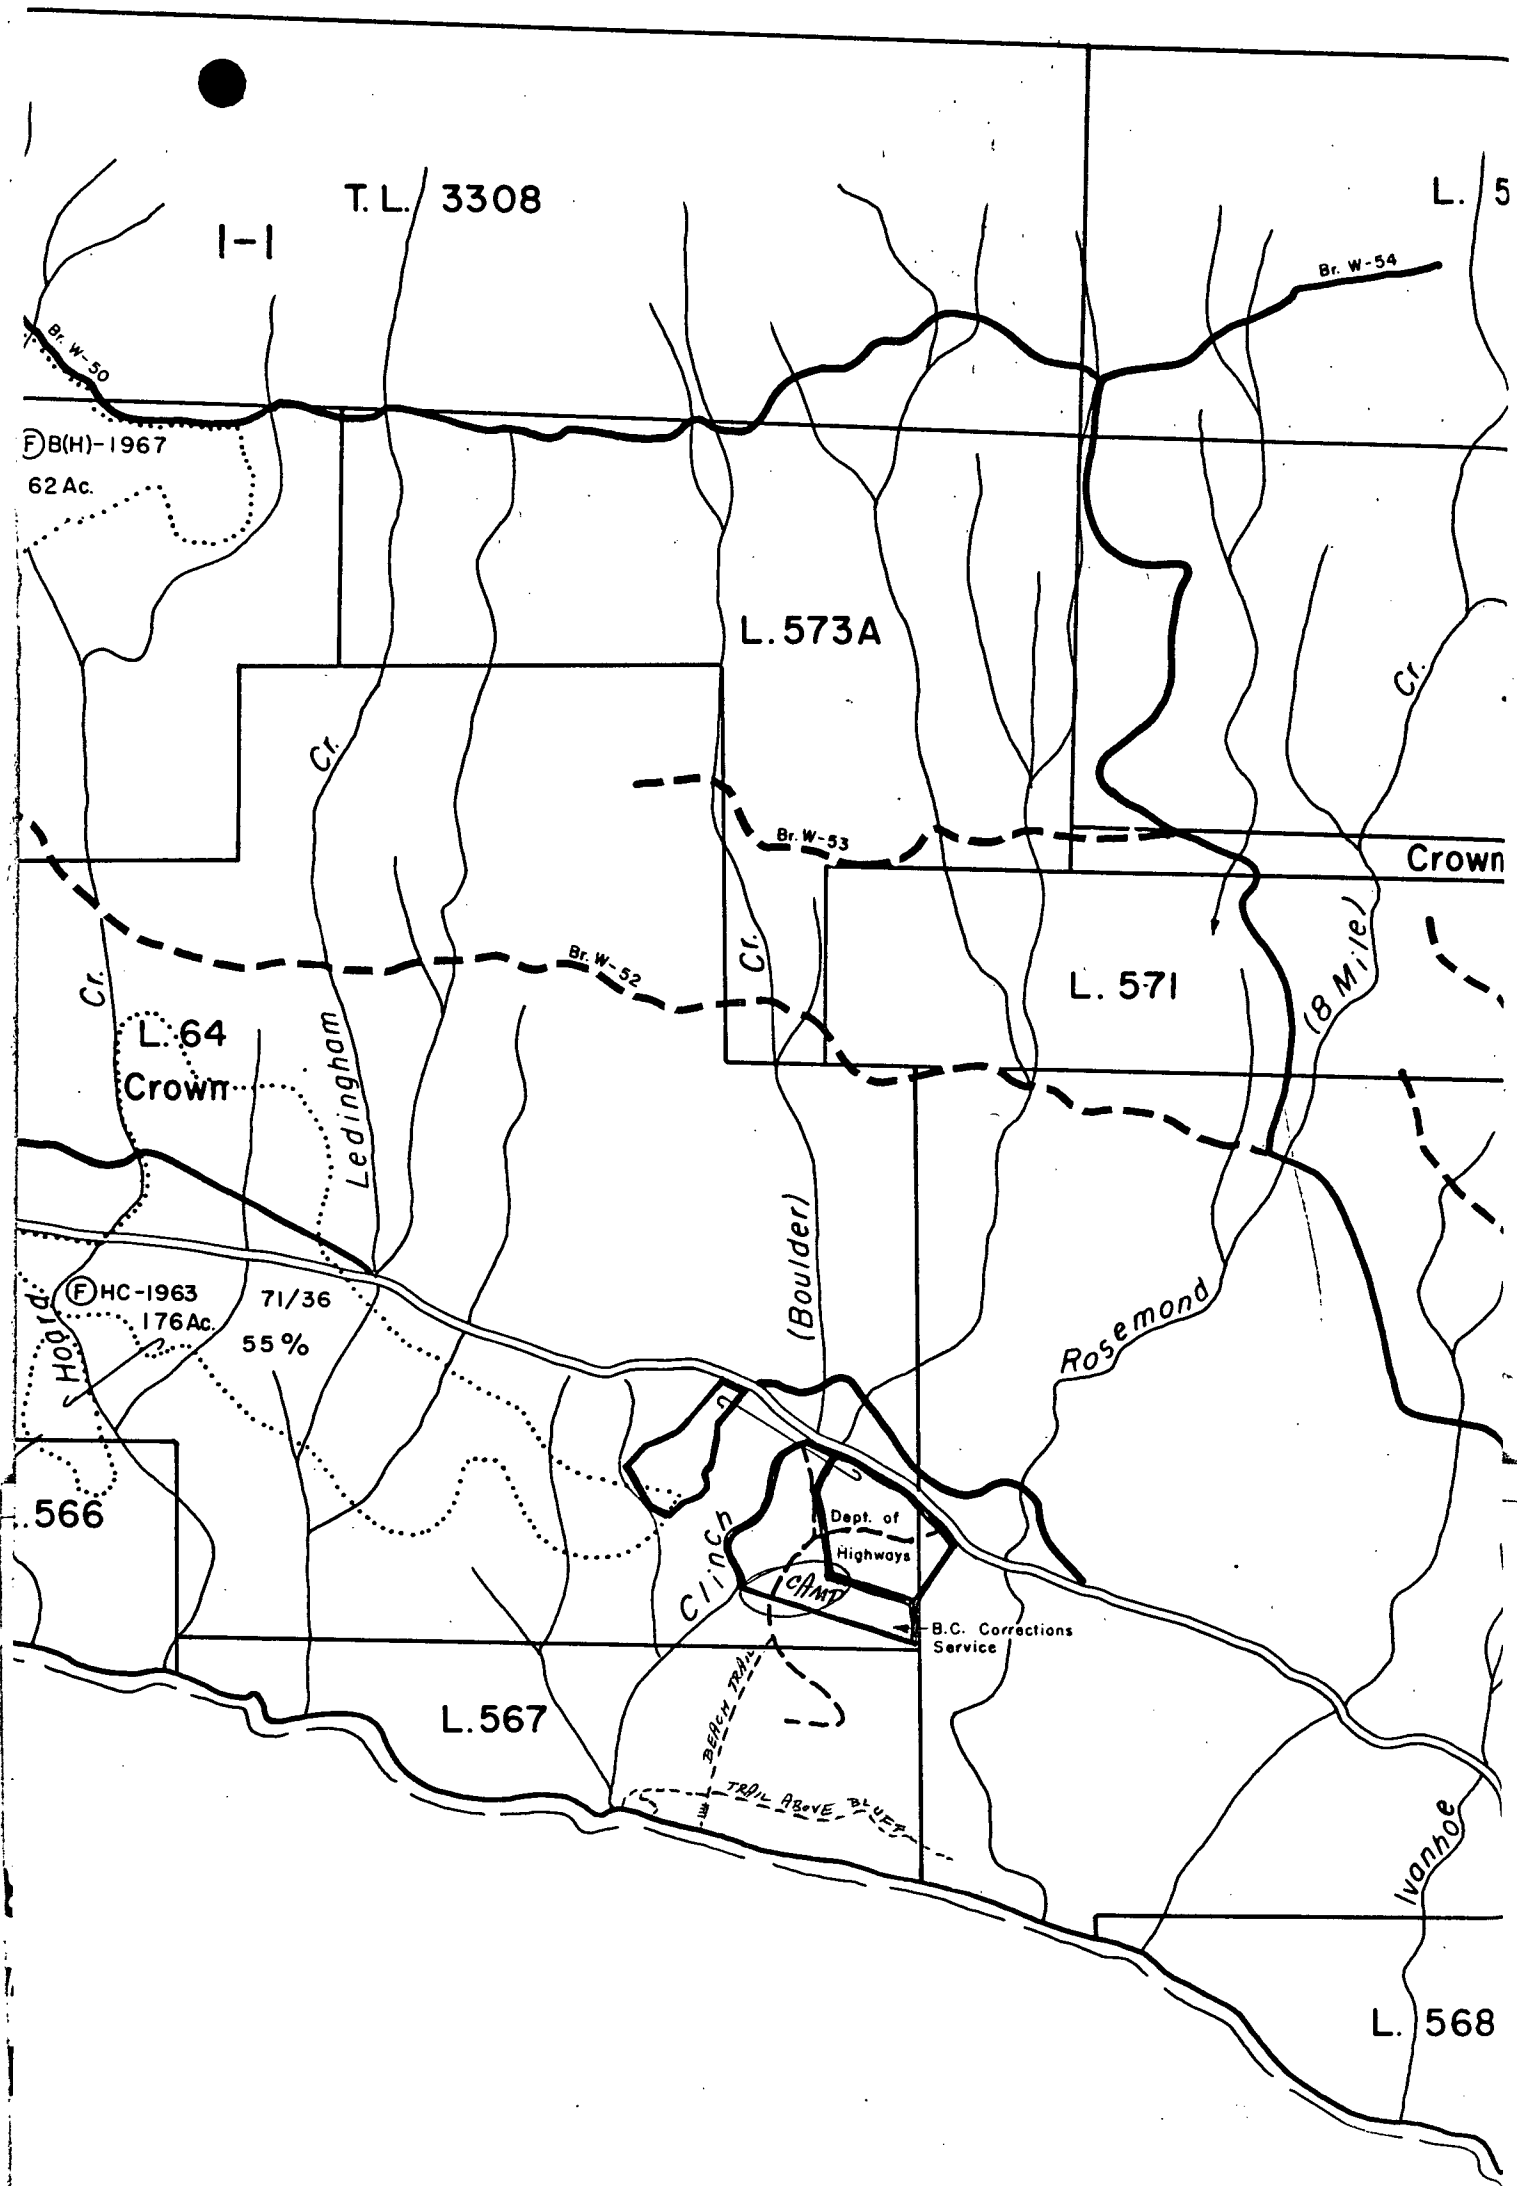 T.L. 3308
L. 5
1-1
Br. W-54
Br. W-50
F B(H)-1967
62 Ac.
L. 573A
Cr.
Cr.
Br. W-53
Crown
Cr.
Br. W-52
Cr.
L. 571
(8 Mile)
L. 64
Crown
Ledingham
(Boulder)
F HC-1963
176 Ac.
71/36
55%
Hoard
Rosemond
.566
Dept. of
Highways
Clinch
CAMP
B.C. Corrections
Service
L. 567
BEACH TRAIL
TRAIL ABOVE BLUFF
Ivanhoe
L. 568